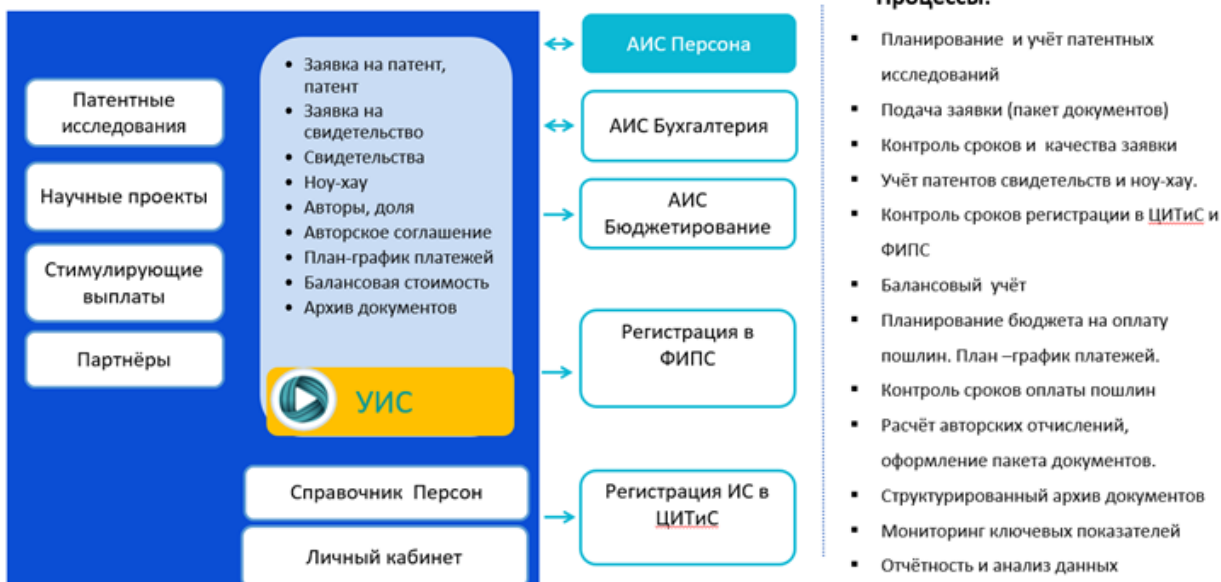 Патентные
исследования
Научные проекты
Стимулирующие
выплаты
Партнёры
• Заявка на патент,
патент
• Заявка на
свидетельство
• Свидетельства
• Ноу-хау
• Авторы, доля
• Авторское соглашение
• План-график платежей
• Балансовая стоимость
• Архив документов
УИС
Справочник Персон
Личный кабинет
АИС Персона
АИС Бухгалтерия
АИС
Бюджетирование
Регистрация в
ФИПС
Регистрация ИС в
ЦИТиС
Процессы:
▪ Планирование и учёт патентных
исследований
▪ Подача заявки (пакет документов)
▪ Контроль сроков и качества заявки
▪ Учёт патентов свидетельств и ноу-хау.
▪ Контроль сроков регистрации в ЦИТиС и
ФИПС
▪ Балансовый учёт
▪ Планирование бюджета на оплату
пошлин. План –график платежей.
▪ Контроль сроков оплаты пошлин
▪ Расчёт авторских отчислений,
оформление пакета документов.
▪ Структурированный архив документов
▪ Мониторинг ключевых показателей
▪ Отчётность и анализ данных